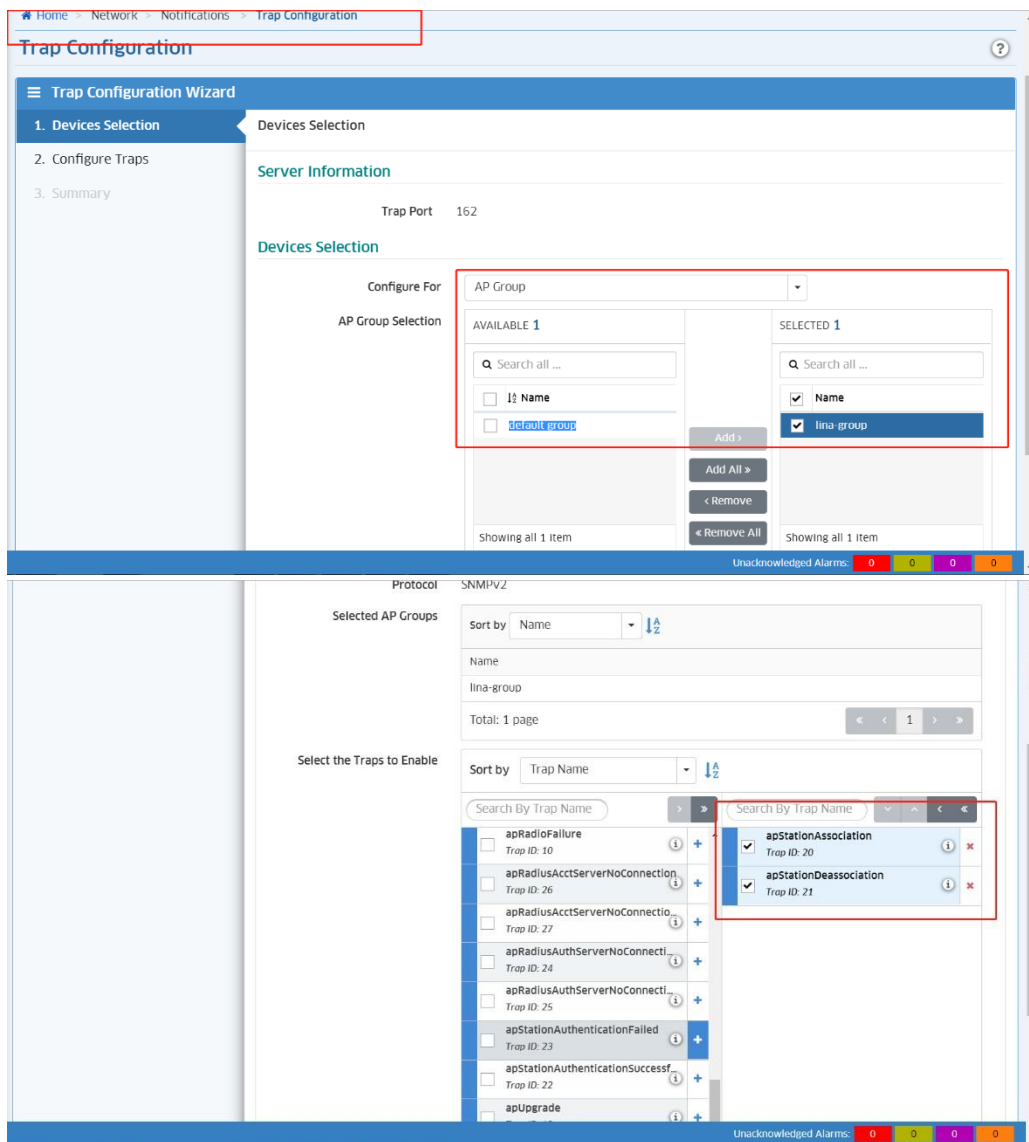 Home > Network > Notifications > Trap Configuration
Trap Configuration
?
Trap Configuration Wizard
1. Devices Selection
2. Configure Traps
3. Summary
Devices Selection
Server Information
Trap Port 162
Devices Selection
Configure For AP Group
AP Group Selection
AVAILABLE 1
Search all ...
Name
default group
Showing all 1 item
Add >
Add All »
< Remove
« Remove All
SELECTED 1
Search all ...
Name
lina-group
Showing all 1 item
Unacknowledged Alarms: 0 0 0 0
Protocol SNMPv2
Selected AP Groups
Sort by Name
Name
lina-group
Total: 1 page
« < 1 > »
Select the Traps to Enable
Sort by Trap Name
Search By Trap Name
apRadioFailure
Trap ID: 10
apRadiusAcctServerNoConnection
Trap ID: 26
apRadiusAcctServerNoConnectio...
Trap ID: 27
apRadiusAuthServerNoConnecti...
Trap ID: 24
apRadiusAuthServerNoConnecti...
Trap ID: 25
apStationAuthenticationFailed
Trap ID: 23
apStationAuthenticationSuccessf...
Trap ID: 22
apUpgrade
Search By Trap Name
apStationAssociation
Trap ID: 20
apStationDeassociation
Trap ID: 21
Unacknowledged Alarms: 0 0 0 0